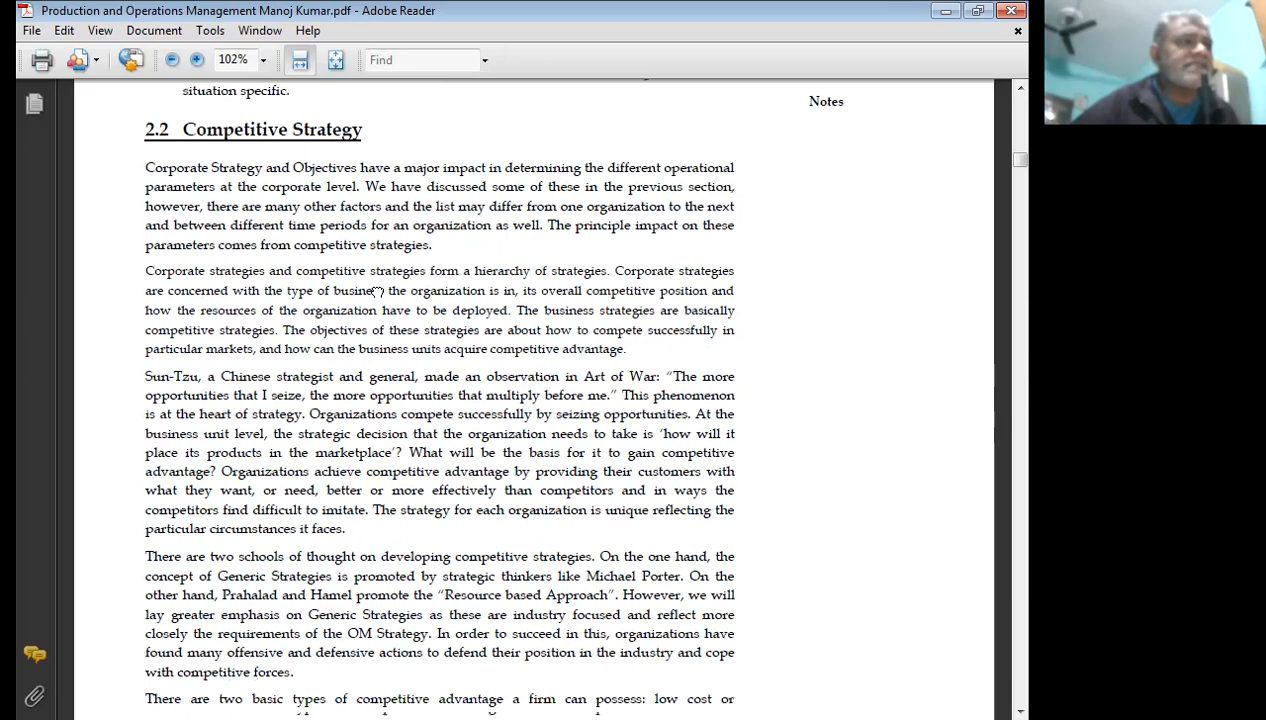 Production and Operations Management Manoj Kumar.pdf - Adobe Reader
File Edit View Document Tools Window Help
102% Find
situation specific.
Notes
2.2 Competitive Strategy
Corporate Strategy and Objectives have a major impact in determining the different operational
parameters at the corporate level. We have discussed some of these in the previous section,
however, there are many other factors and the list may differ from one organization to the next
and between different time periods for an organization as well. The principle impact on these
parameters comes from competitive strategies.
Corporate strategies and competitive strategies form a hierarchy of strategies. Corporate strategies
are concerned with the type of business the organization is in, its overall competitive position and
how the resources of the organization have to be deployed. The business strategies are basically
competitive strategies. The objectives of these strategies are about how to compete successfully in
particular markets, and how can the business units acquire competitive advantage.
Sun-Tzu, a Chinese strategist and general, made an observation in Art of War: “The more
opportunities that I seize, the more opportunities that multiply before me.” This phenomenon
is at the heart of strategy. Organizations compete successfully by seizing opportunities. At the
business unit level, the strategic decision that the organization needs to take is ‘how will it
place its products in the marketplace’? What will be the basis for it to gain competitive
advantage? Organizations achieve competitive advantage by providing their customers with
what they want, or need, better or more effectively than competitors and in ways the
competitors find difficult to imitate. The strategy for each organization is unique reflecting the
particular circumstances it faces.
There are two schools of thought on developing competitive strategies. On the one hand, the
concept of Generic Strategies is promoted by strategic thinkers like Michael Porter. On the
other hand, Prahalad and Hamel promote the “Resource based Approach”. However, we will
lay greater emphasis on Generic Strategies as these are industry focused and reflect more
closely the requirements of the OM Strategy. In order to succeed in this, organizations have
found many offensive and defensive actions to defend their position in the industry and cope
with competitive forces.
There are two basic types of competitive advantage a firm can possess: low cost or